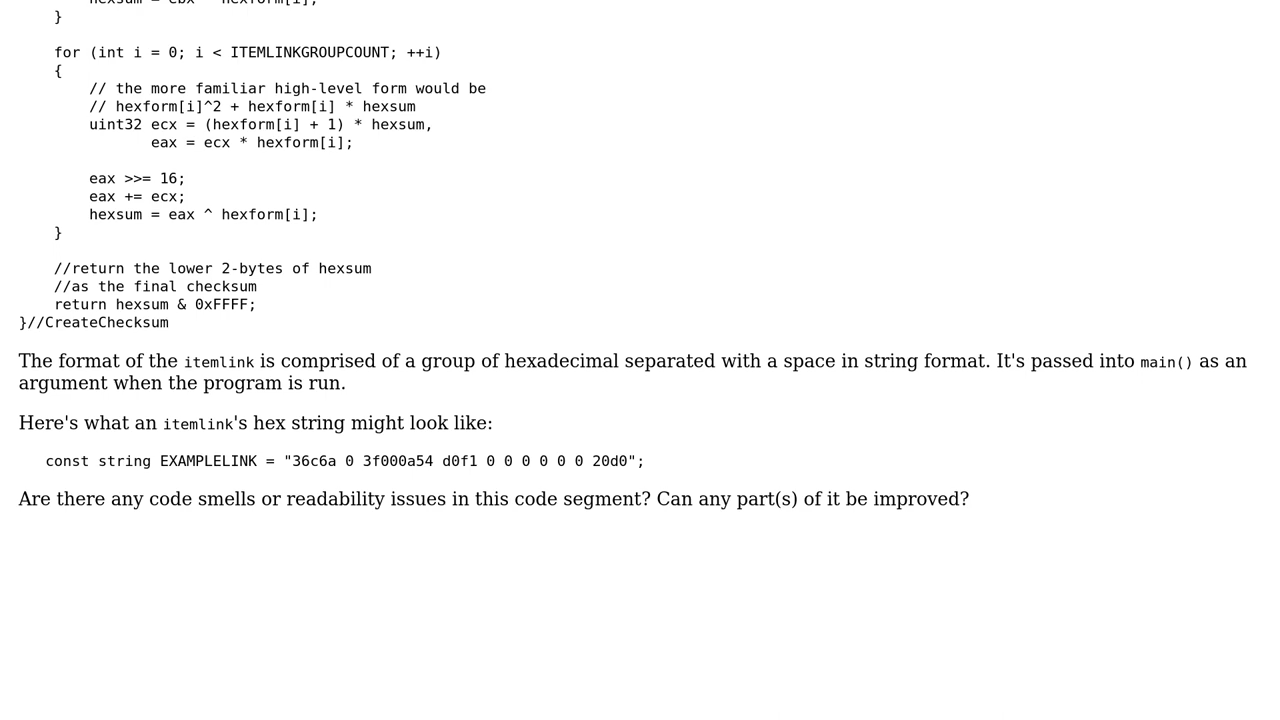 hexsum = ebx ^ hexform[i];
    }

    for (int i = 0; i < ITEMLINKGROUPCOUNT; ++i)
    {
        // the more familiar high-level form would be
        // hexform[i]^2 + hexform[i] * hexsum
        uint32 ecx = (hexform[i] + 1) * hexsum,
               eax = ecx * hexform[i];

        eax >>= 16;
        eax += ecx;
        hexsum = eax ^ hexform[i];
    }

    //return the lower 2-bytes of hexsum
    //as the final checksum
    return hexsum & 0xFFFF;
}//CreateChecksum
The format of the itemlink is comprised of a group of hexadecimal separated with a space in string format. It's passed into main() as an
argument when the program is run.
Here's what an itemlink's hex string might look like:
const string EXAMPLELINK = "36c6a 0 3f000a54 d0f1 0 0 0 0 0 0 20d0";
Are there any code smells or readability issues in this code segment? Can any part(s) of it be improved?